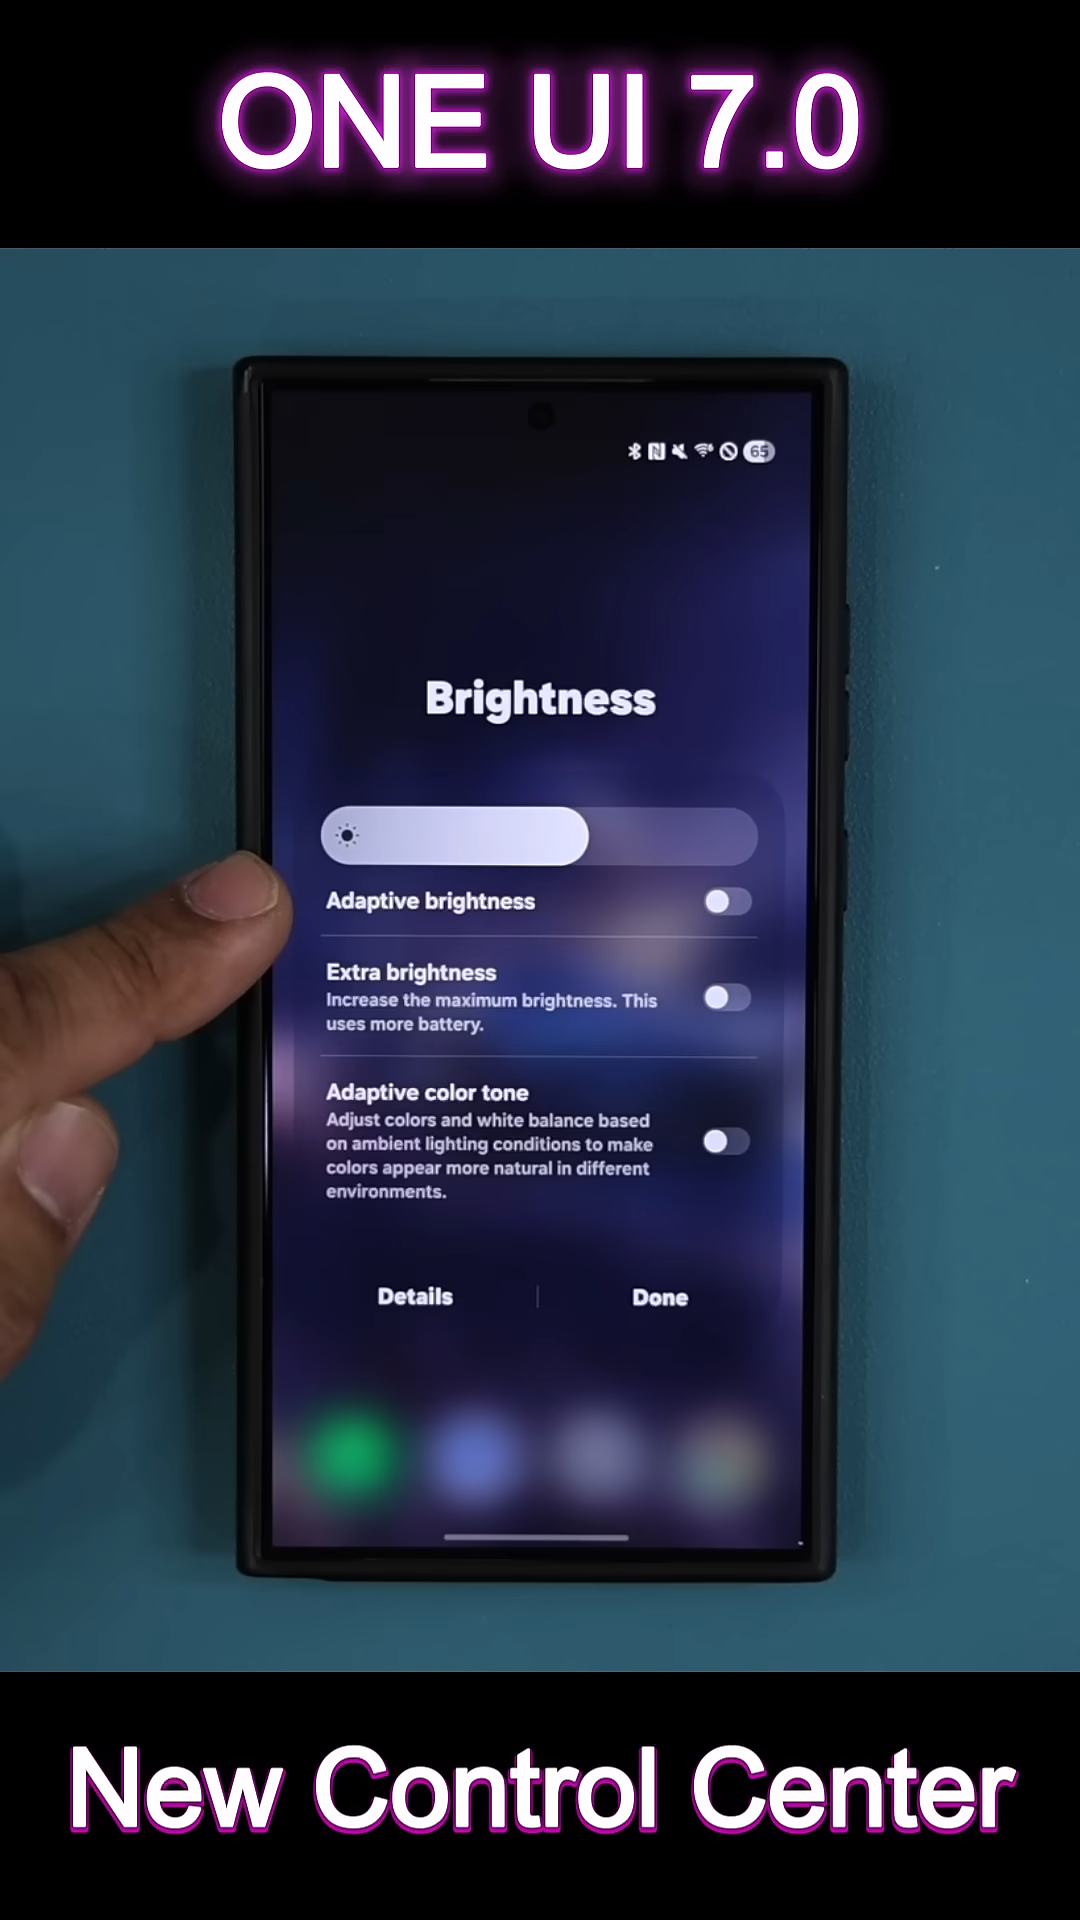 ONE UI 7.0
65
Brightness
Adaptive brightness
Extra brightness
Increase the maximum brightness. This
uses more battery.
Adaptive color tone
Adjust colors and white balance based
on ambient lighting conditions to make
colors appear more natural in different
environments.
Details
Done
New Control Center